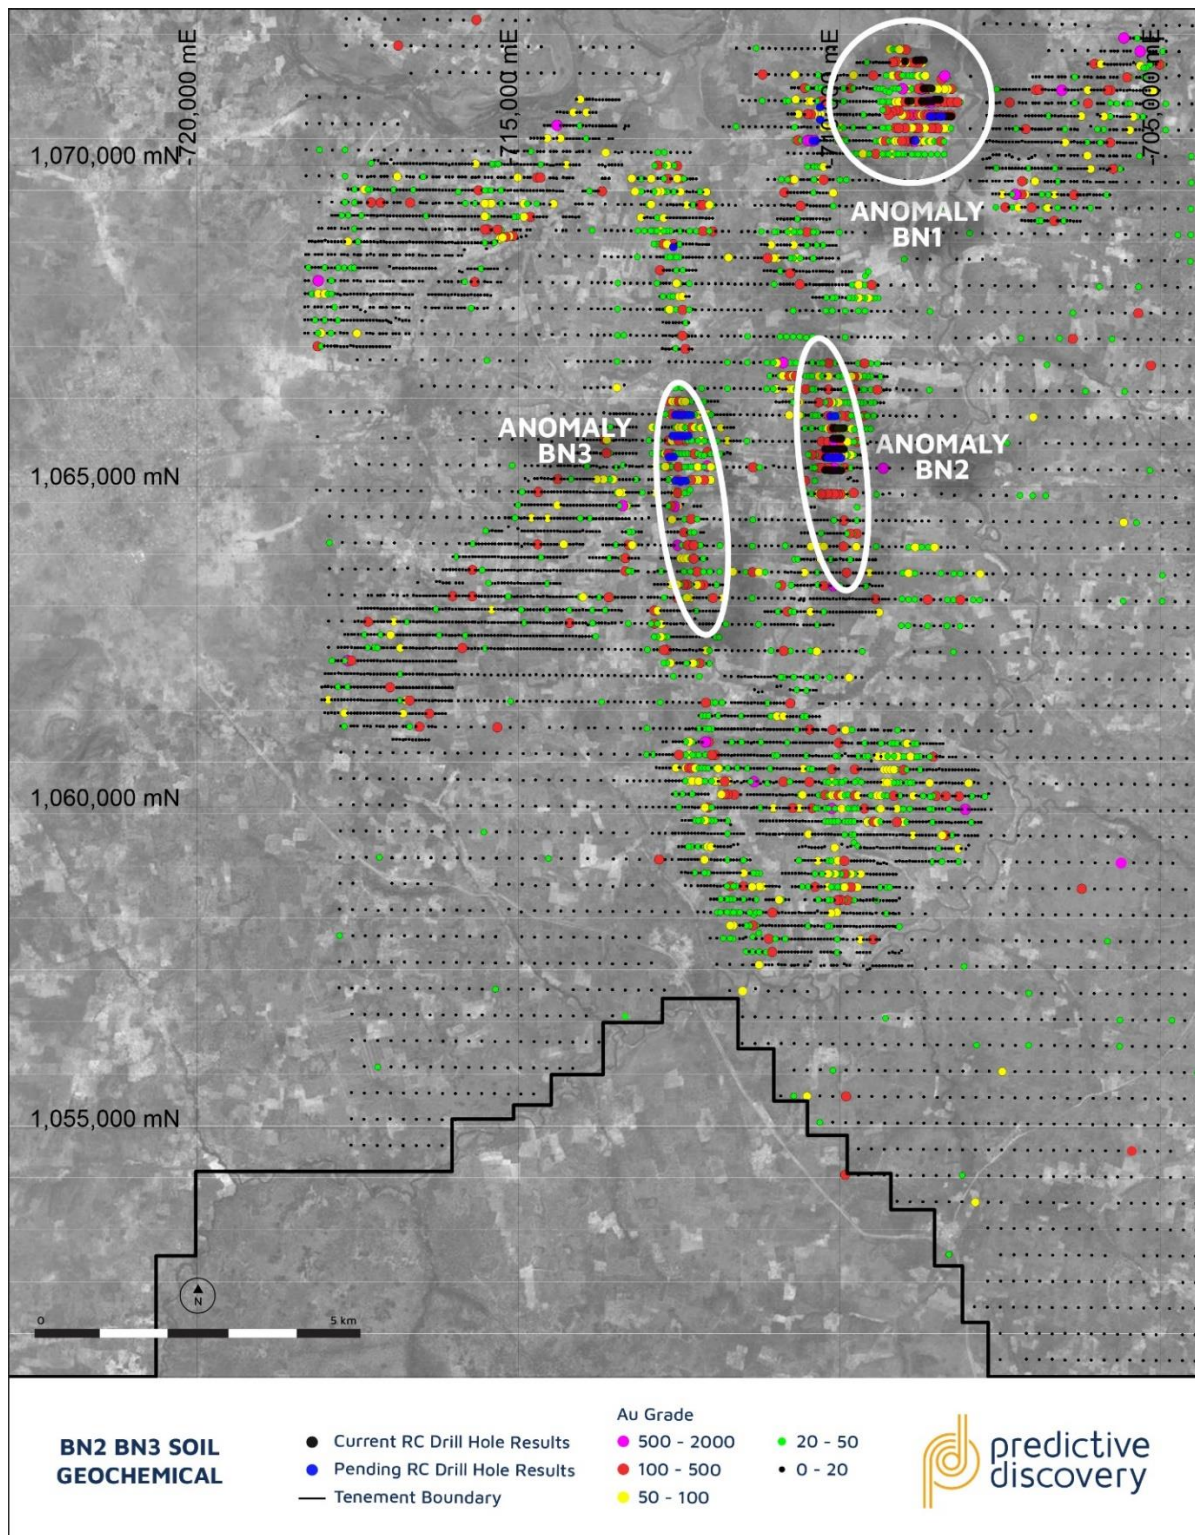 -720,000 mE
-715,000 mE
-705,000 mE
1,070,000 mN
ANOMALY
BN1
ANOMALY
BN3
ANOMALY
BN2
1,065,000 mN
1,060,000 mN
1,055,000 mN
N
0
5 km
BN2 BN3 SOIL
GEOCHEMICAL
Current RC Drill Hole Results
Pending RC Drill Hole Results
Tenement Boundary
Au Grade
500 - 2000
100 - 500
50 - 100
20 - 50
0 - 20
predictive
discovery